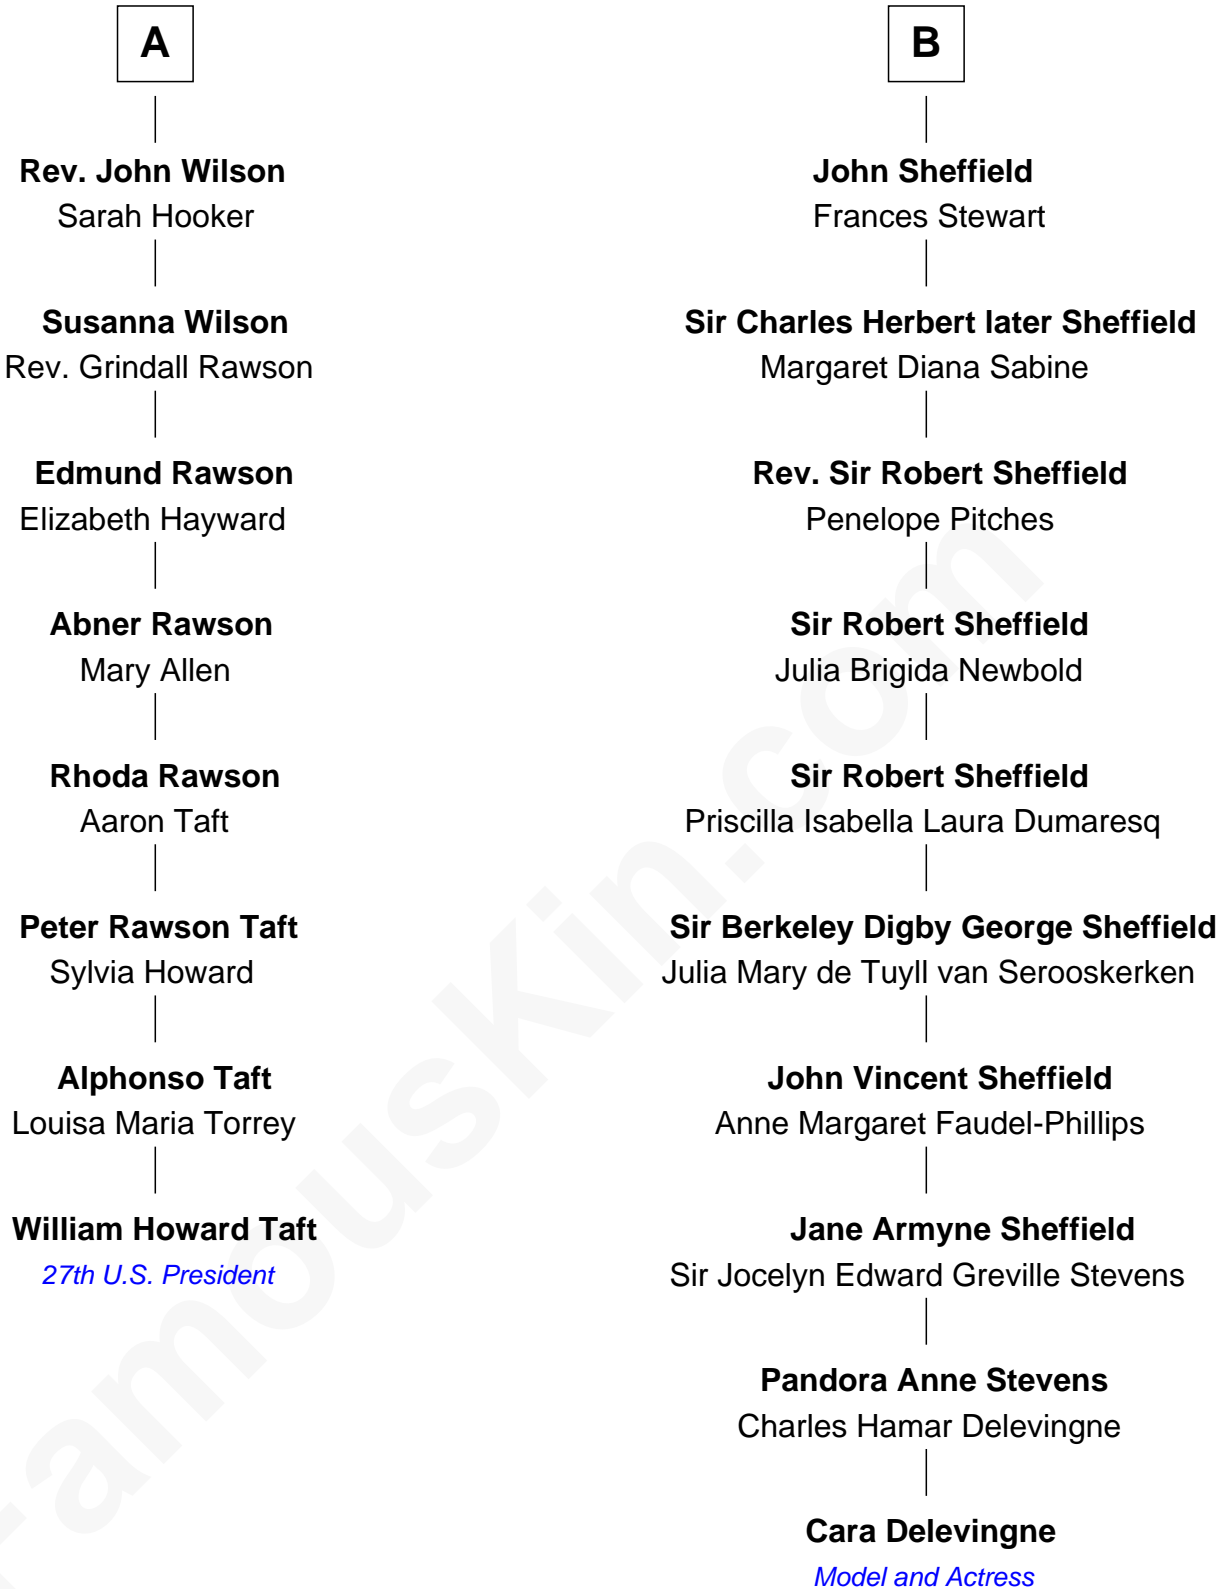 A
Rev. John Wilson
Sarah Hooker
Susanna Wilson
Rev. Grindall Rawson
Edmund Rawson
Elizabeth Hayward
Abner Rawson
Mary Allen
Rhoda Rawson
Aaron Taft
Peter Rawson Taft
Sylvia Howard
Alphonso Taft
Louisa Maria Torrey
William Howard Taft
27th U.S. President
B
John Sheffield
Frances Stewart
Sir Charles Herbert later Sheffield
Margaret Diana Sabine
Rev. Sir Robert Sheffield
Penelope Pitches
Sir Robert Sheffield
Julia Brigida Newbold
Sir Robert Sheffield
Priscilla Isabella Laura Dumaresq
Sir Berkeley Digby George Sheffield
Julia Mary de Tuyll van Serooskerken
John Vincent Sheffield
Anne Margaret Faudel-Phillips
Jane Armyne Sheffield
Sir Jocelyn Edward Greville Stevens
Pandora Anne Stevens
Charles Hamar Delevingne
Cara Delevingne
Model and Actress
FamousKin.com